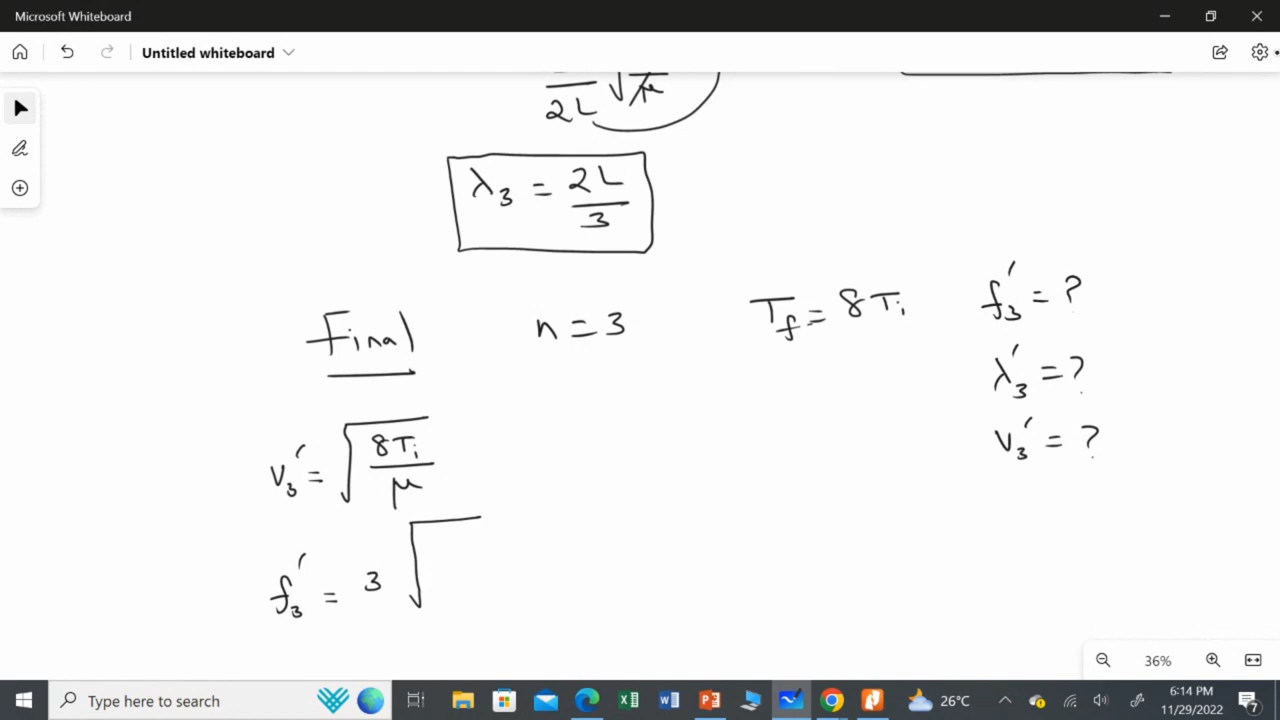 Microsoft Whiteboard
Untitled whiteboard
2L √
λ₃ = 2L/3
Final n = 3 T_f = 8T_i f₃' = ?
λ₃' = ?
v₃' = √(8T_i/μ) v₃' = ?
f₃' = 3 √
36%
Type here to search 26°C 6:14 PM
11/29/2022
7